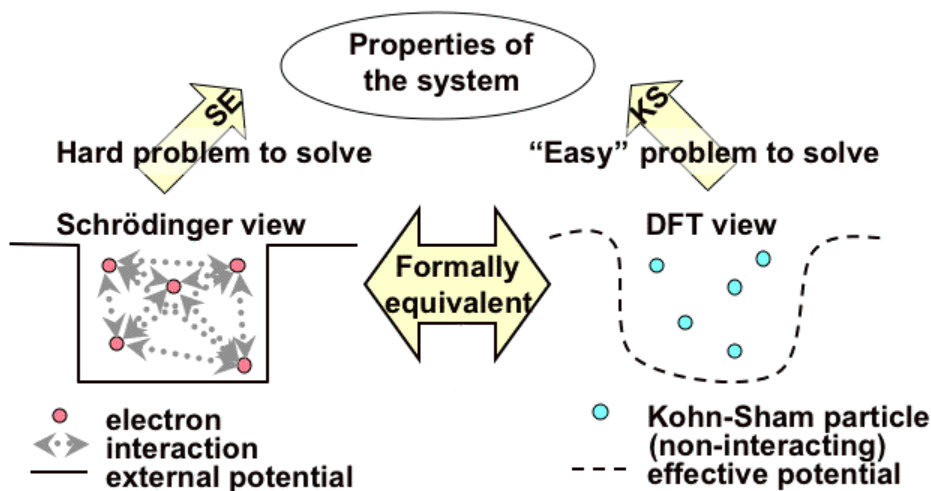 Properties of
the system
SE
KS
Hard problem to solve
“Easy” problem to solve
Schrödinger view
DFT view
Formally
equivalent
electron
interaction
external potential
Kohn-Sham particle
(non-interacting)
effective potential